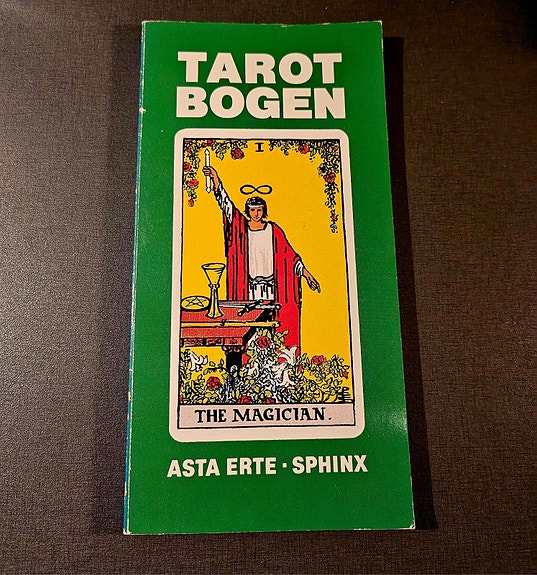 TAROT
BOGEN
I
THE MAGICIAN.
ASTA ERTE · SPHINX